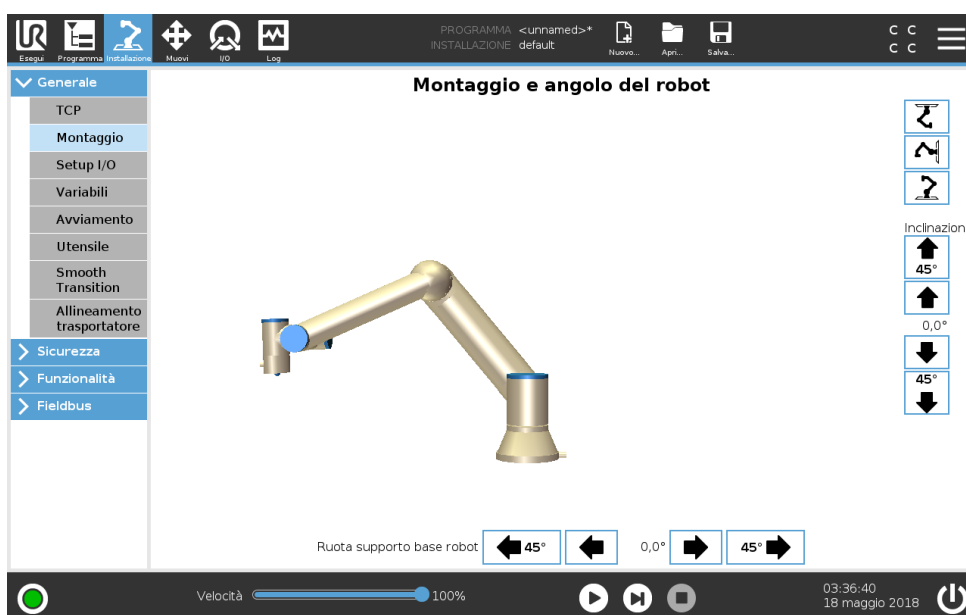 PROGRAMMA <unnamed>*
INSTALLAZIONE default
C C
C C
UR
Esegui
Programma
Installazione
Muovi
I/O
Log
Nuovo...
Apri...
Salva...
Generale
TCP
Montaggio
Setup I/O
Variabili
Avviamento
Utensile
Smooth
Transition
Allineamento
trasportatore
Sicurezza
Funzionalità
Fieldbus
Montaggio e angolo del robot
Inclinazion
45°
0,0°
45°
Ruota supporto base robot
45°
0,0°
45°
Velocità
100%
03:36:40
18 maggio 2018